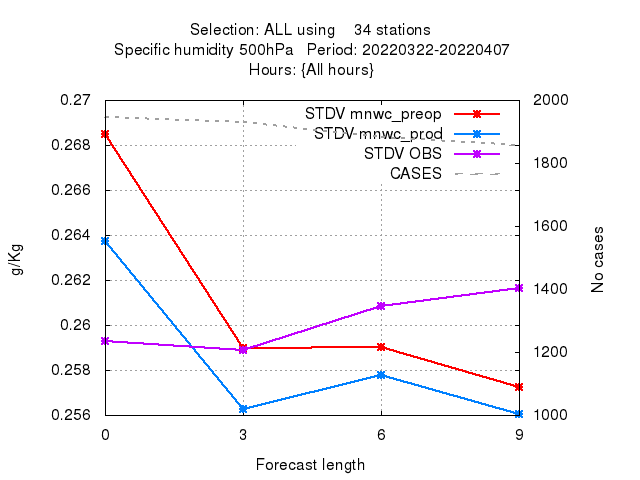 Selection: ALL using    34 stations
Specific humidity 500hPa   Period: 20220322-20220407
Hours: {All hours}
0.27
0.268
0.266
0.264
0.262
0.26
0.258
0.256
g/Kg
STDV mnwc_preop
STDV mnwc_prod
STDV OBS
CASES
2000
1800
1600
1400
1200
1000
No cases
0 3 6 9
Forecast length